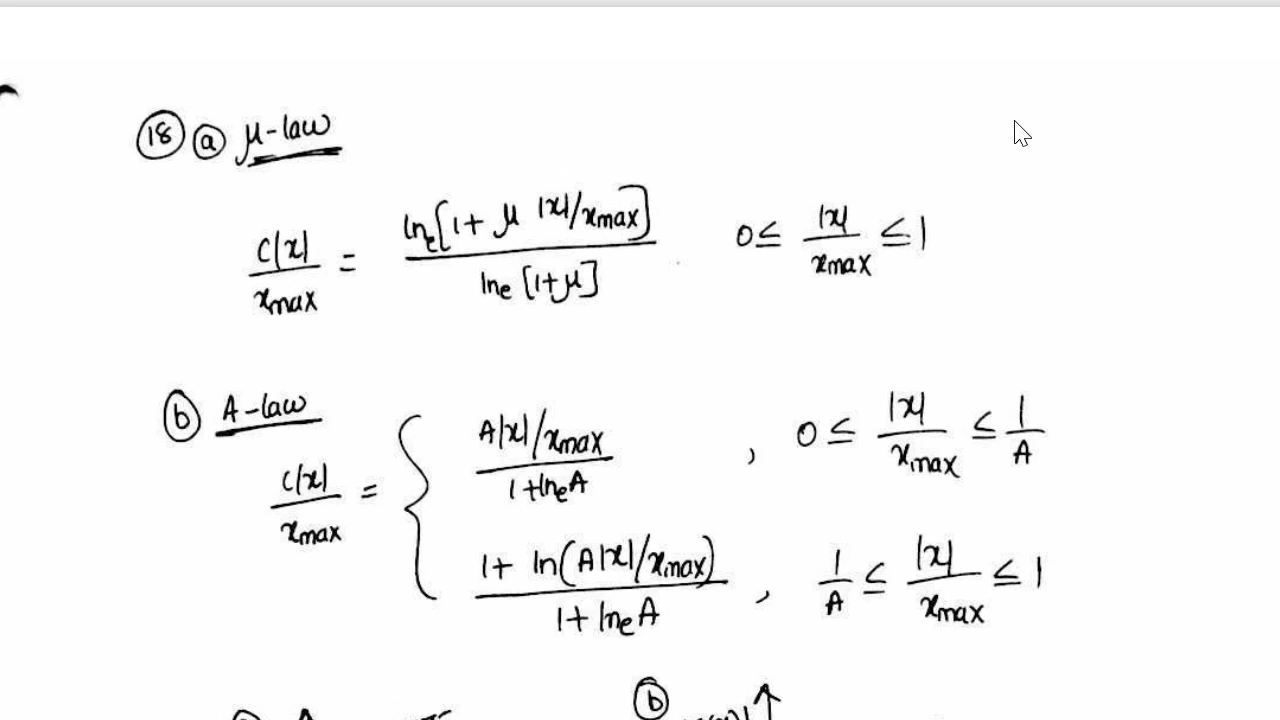 18 a μ-law
c|x|/xmax = lne[1+ μ |x|/xmax] / lne [1+μ] 0≤ |x|/xmax ≤1
b A-law
c|x|/xmax = { A|x|/xmax / 1+lneA , 0 ≤ |x|/xmax ≤ 1/A
1+ ln(A|x|/xmax) / 1+ lneA , 1/A ≤ |x|/xmax ≤ 1
b